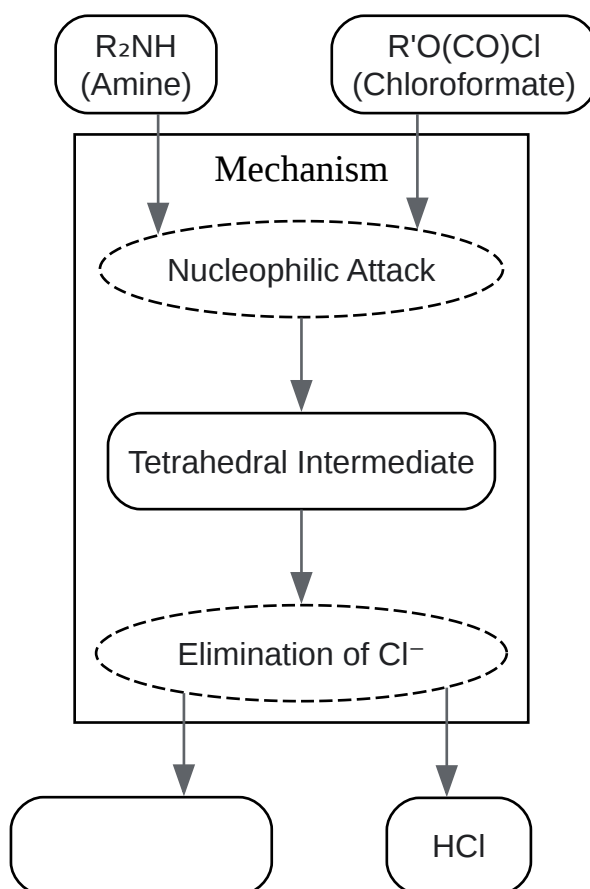 R₂NH
(Amine)
R'O(CO)Cl
(Chloroformate)
Mechanism
Nucleophilic Attack
Tetrahedral Intermediate
Elimination of Cl⁻
HCl